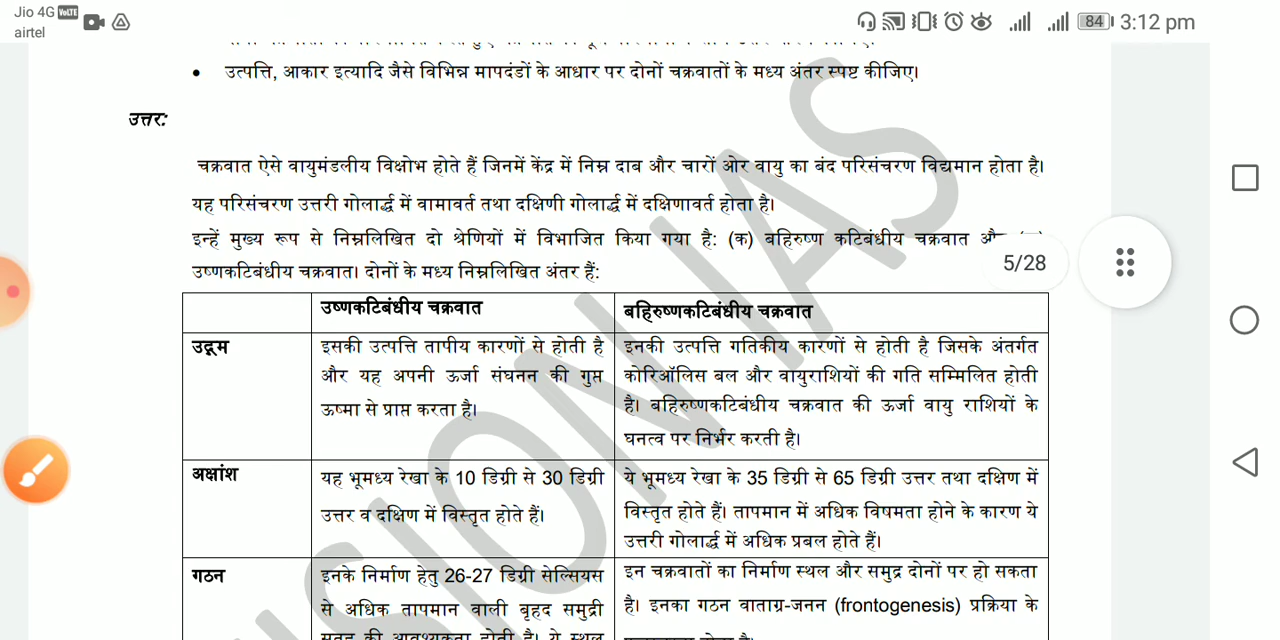 Jio 4G VoLTE
airtel
84 3:12 pm
• उत्पत्ति, आकार इत्यादि जैसे विभिन्न मापदंडों के आधार पर दोनों चक्रवातों के मध्य अंतर स्पष्ट कीजिए।
उत्तर:
चक्रवात ऐसे वायुमंडलीय विक्षोभ होते हैं जिनमें केंद्र में निम्न दाब और चारों ओर वायु का बंद परिसंचरण विद्यमान होता है।
यह परिसंचरण उत्तरी गोलार्द्ध में वामावर्त तथा दक्षिणी गोलार्द्ध में दक्षिणावर्त होता है।
इन्हें मुख्य रूप से निम्नलिखित दो श्रेणियों में विभाजित किया गया है: (क) बहिरुष्ण कटिबंधीय चक्रवात
5/28
उष्णकटिबंधीय चक्रवात। दोनों के मध्य निम्नलिखित अंतर हैं:
उष्णकटिबंधीय चक्रवात बहिरुष्णकटिबंधीय चक्रवात
उद्गम
इसकी उत्पत्ति तापीय कारणों से होती है
और यह अपनी ऊर्जा संघनन की गुप्त
ऊष्मा से प्राप्त करता है।
इनकी उत्पत्ति गतिकीय कारणों से होती है जिसके अंतर्गत
कोरिऑलिस बल और वायुराशियों की गति सम्मिलित होती
है। बहिरुष्णकटिबंधीय चक्रवात की ऊर्जा वायु राशियों के
घनत्व पर निर्भर करती है।
अक्षांश
यह भूमध्य रेखा के 10 डिग्री से 30 डिग्री
उत्तर व दक्षिण में विस्तृत होते हैं।
ये भूमध्य रेखा के 35 डिग्री से 65 डिग्री उत्तर तथा दक्षिण में
विस्तृत होते हैं। तापमान में अधिक विषमता होने के कारण ये
उत्तरी गोलार्द्ध में अधिक प्रबल होते हैं।
गठन
इनके निर्माण हेतु 26-27 डिग्री सेल्सियस
से अधिक तापमान वाली बृहद समुद्री
सतह की आवश्यकता होती है। ये स्थल
इन चक्रवातों का निर्माण स्थल और समुद्र दोनों पर हो सकता
है। इनका गठन वाताग्र-जनन (frontogenesis) प्रक्रिया के
SION IAS